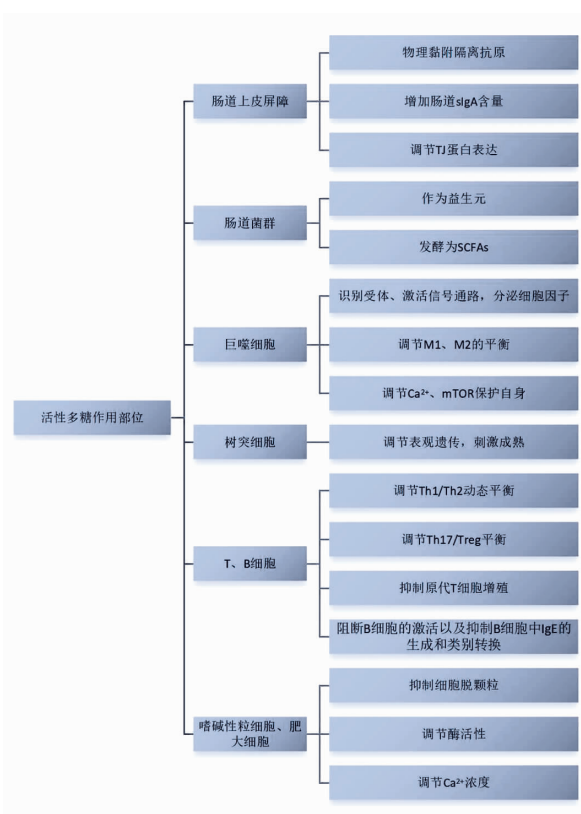 活性多糖作用部位
肠道上皮屏障
物理黏附隔离抗原
增加肠道sIgA含量
调节TJ蛋白表达
肠道菌群
作为益生元
发酵为SCFAs
巨噬细胞
识别受体、激活信号通路，分泌细胞因子
调节M1、M2的平衡
调节Ca²⁺、mTOR保护自身
树突细胞
调节表观遗传，刺激成熟
T、B细胞
调节Th1/Th2动态平衡
调节Th17/Treg平衡
抑制原代T细胞增殖
阻断B细胞的激活以及抑制B细胞中IgE的
生成和类别转换
嗜碱性粒细胞、肥
大细胞
抑制细胞脱颗粒
调节酶活性
调节Ca²⁺浓度